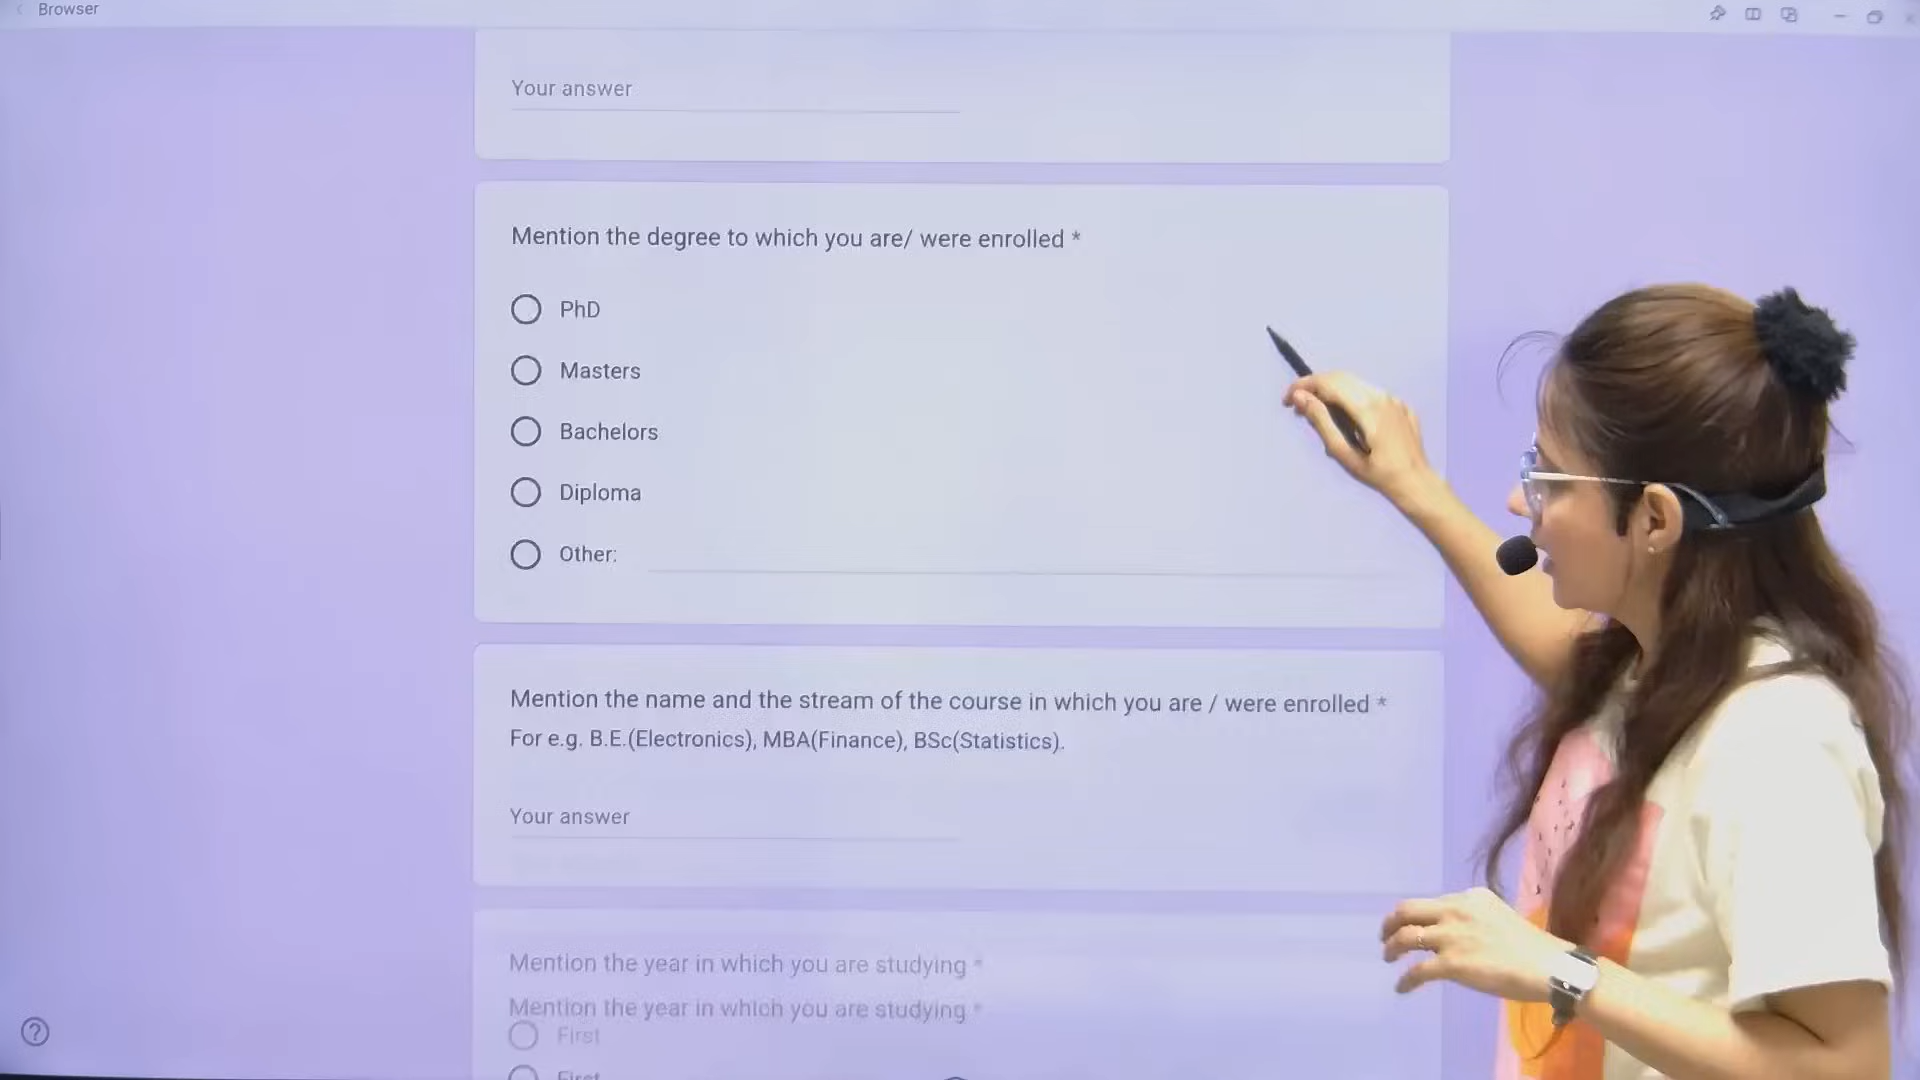 Browser
Your answer
Mention the degree to which you are/ were enrolled *
PhD
Masters
Bachelors
Diploma
Other:
Mention the name and the stream of the course in which you are / were enrolled *
For e.g. B.E.(Electronics), MBA(Finance), BSc(Statistics).
Your answer
Mention the year in which you are studying *
Mention the year in which you are studying *
First
First